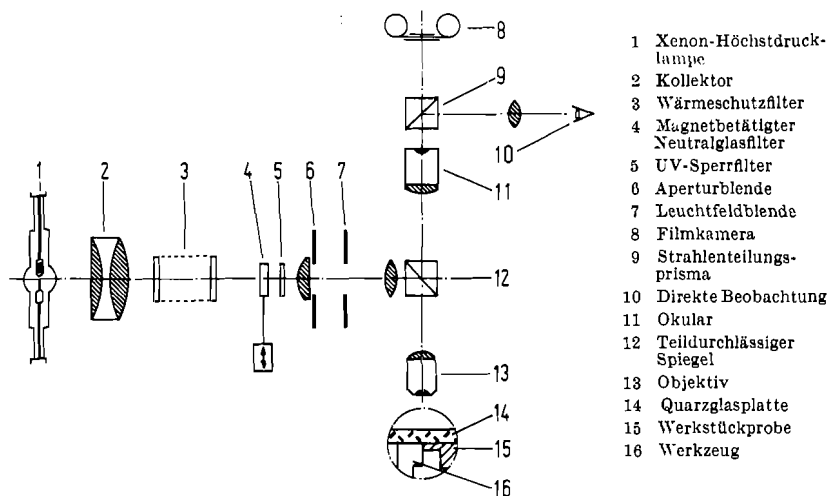 8
9
10
11
1
2
3
4
5
6
7
12
13
14
15
16
1 Xenon-Höchstdruck-
lampe
2 Kollektor
3 Wärmeschutzfilter
4 Magnetbetätigter
Neutralglasfilter
5 UV-Sperrfilter
6 Aperturblende
7 Leuchtfeldblende
8 Filmkamera
9 Strahlenteilungs-
prisma
10 Direkte Beobachtung
11 Okular
12 Teildurchlässiger
Spiegel
13 Objektiv
14 Quarzglasplatte
15 Werkstückprobe
16 Werkzeug